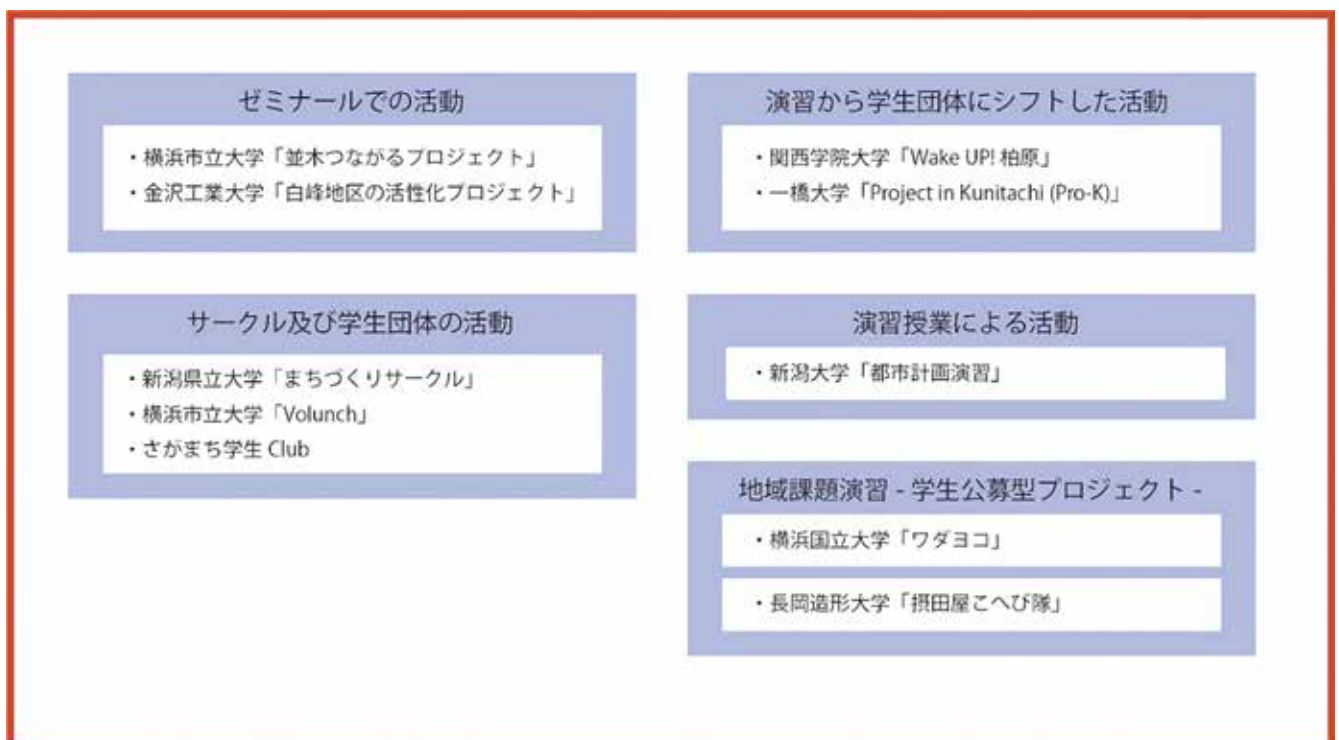 ゼミナールでの活動
・横浜市立大学「並木つながるプロジェクト」
・金沢工業大学「白峰地区の活性化プロジェクト」
サークル及び学生団体の活動
・新潟県立大学「まちづくりサークル」
・横浜市立大学「Volunch」
・さがまち学生 Club
演習から学生団体にシフトした活動
・関西学院大学「Wake UP! 柏原」
・一橋大学「Project in Kunitachi (Pro-K)」
演習授業による活動
・新潟大学「都市計画演習」
地域課題演習 - 学生公募型プロジェクト -
・横浜国立大学「ワダヨコ」
・長岡造形大学「摂田屋こへび隊」